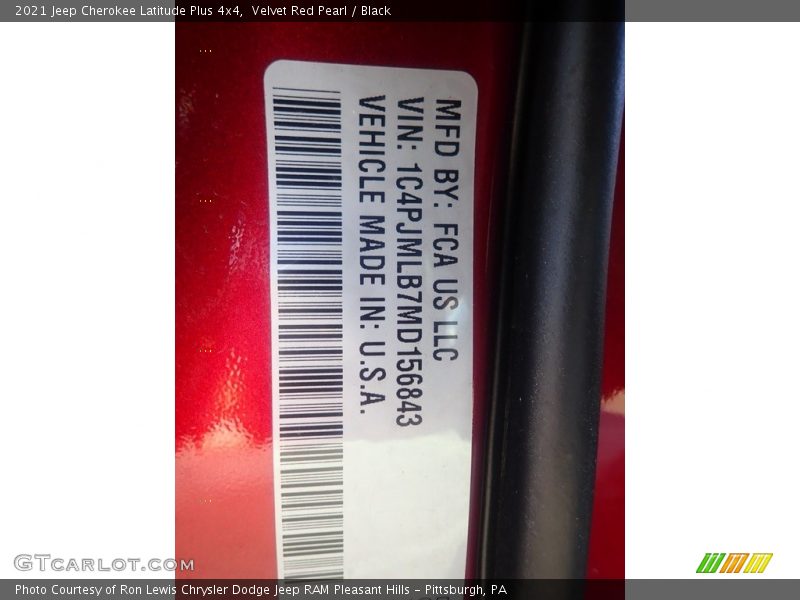 2021 Jeep Cherokee Latitude Plus 4x4,  Velvet Red Pearl / Black
MFD BY: FCA US LLC
VIN: 1C4PJMLB7MD156843
VEHICLE MADE IN: U.S.A.
GTCarLot.com
Photo Courtesy of Ron Lewis Chrysler Dodge Jeep RAM Pleasant Hills - Pittsburgh, PA